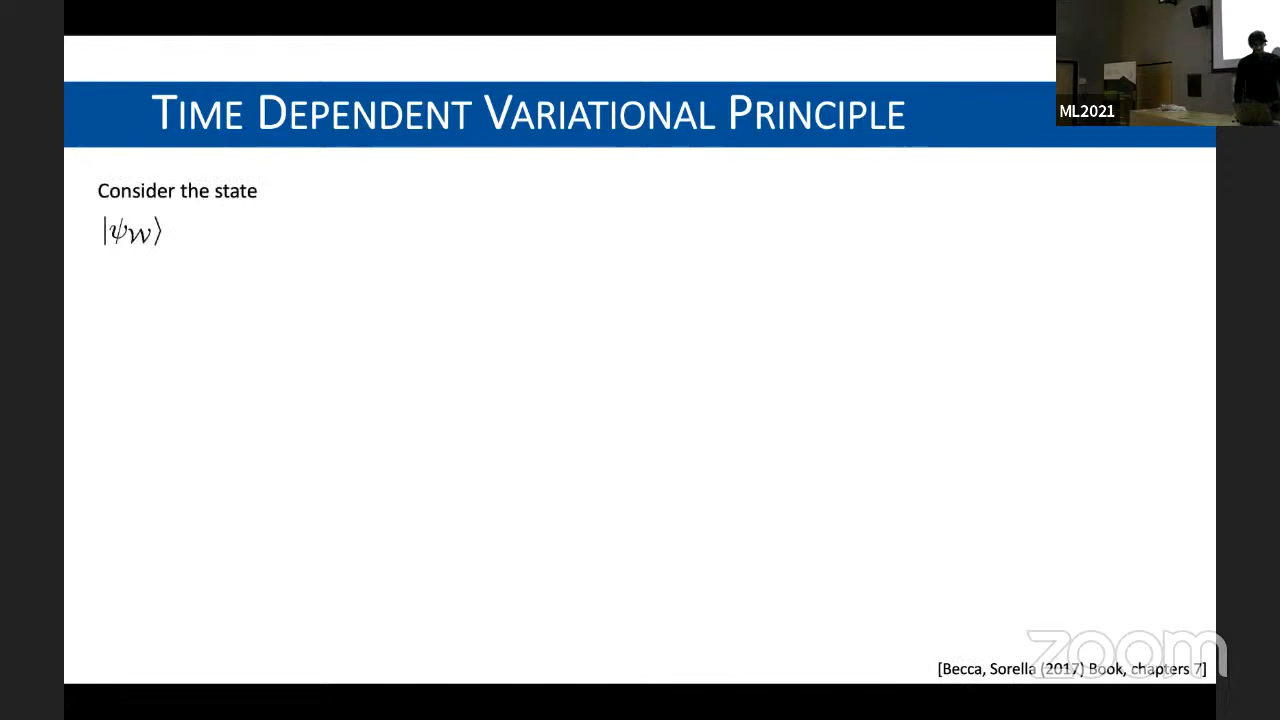 TIME DEPENDENT VARIATIONAL PRINCIPLE
ML2021
Consider the state
|ψ𝒲⟩
zoom
[Becca, Sorella (2017) Book, chapters 7]